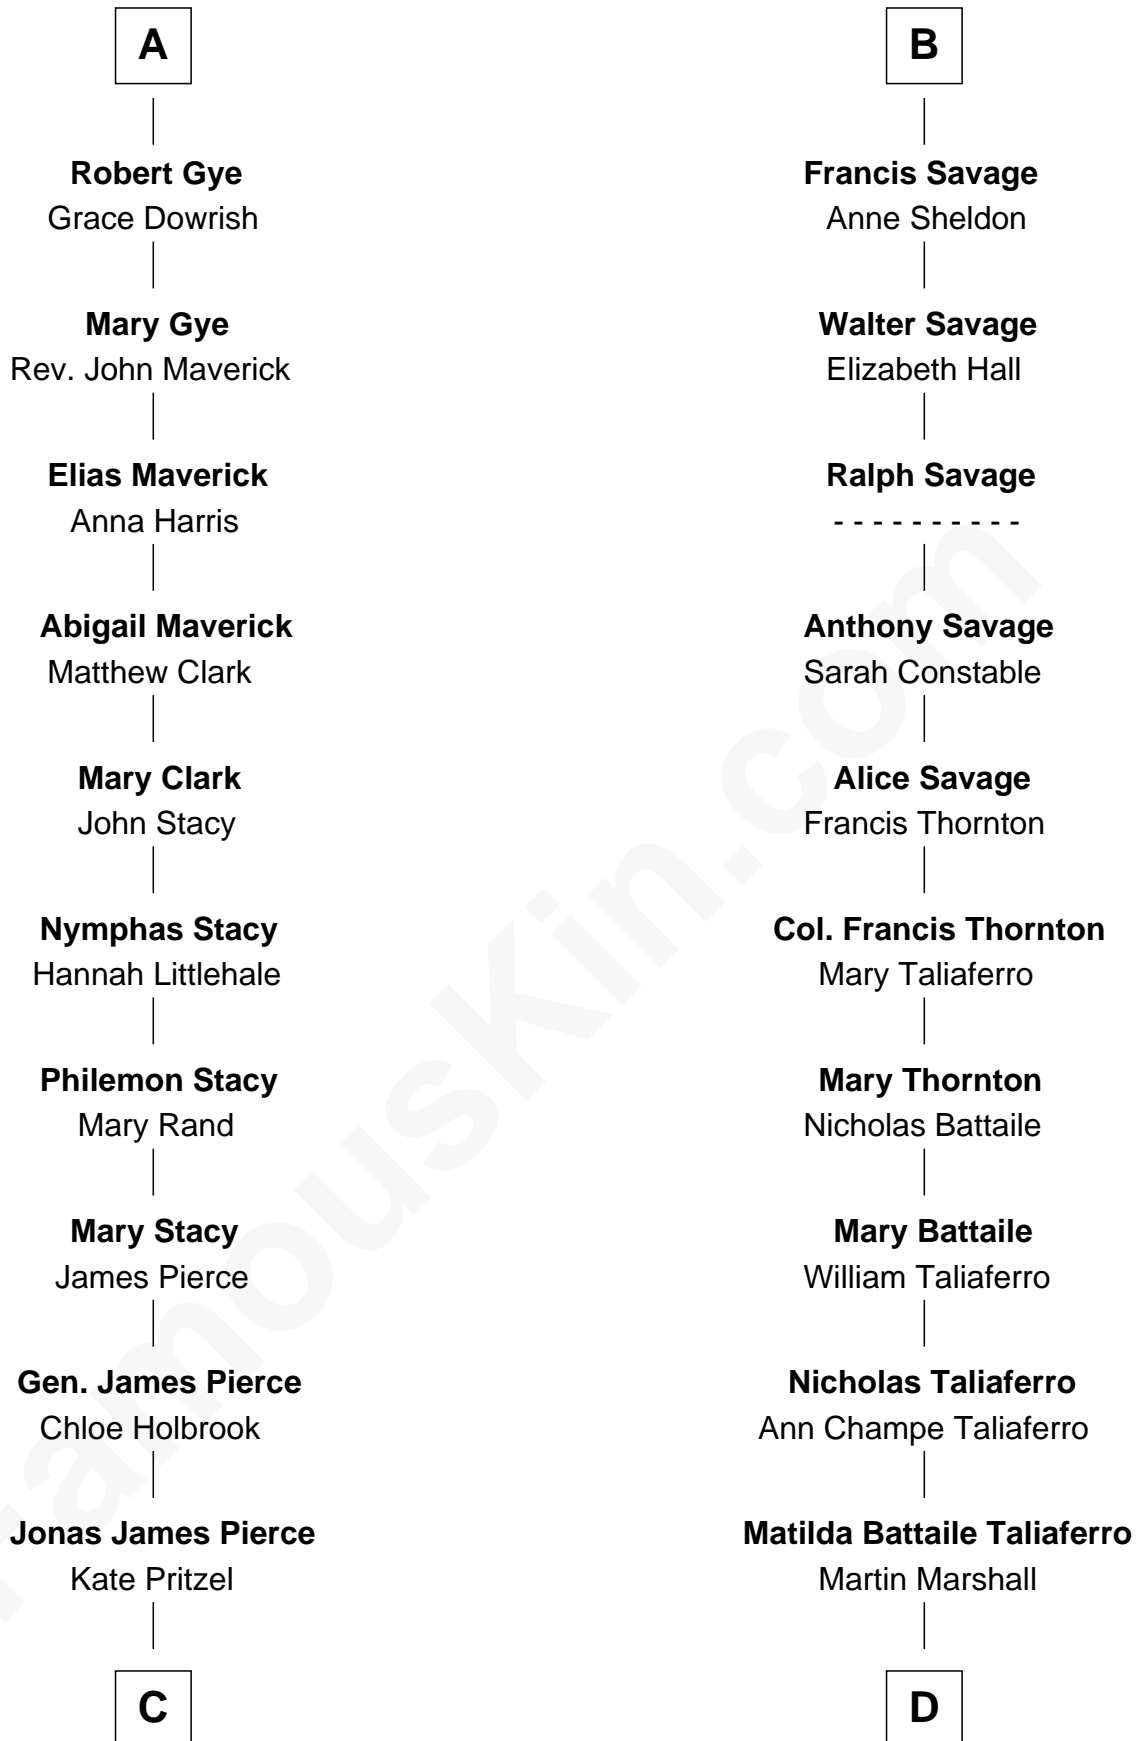 A
Robert Gye
Grace Dowrish
Mary Gye
Rev. John Maverick
Elias Maverick
Anna Harris
Abigail Maverick
Matthew Clark
Mary Clark
John Stacy
Nymphas Stacy
Hannah Littlehale
Philemon Stacy
Mary Rand
Mary Stacy
James Pierce
Gen. James Pierce
Chloe Holbrook
Jonas James Pierce
Kate Pritzel
C
B
Francis Savage
Anne Sheldon
Walter Savage
Elizabeth Hall
Ralph Savage
- - - - - - - - - -
Anthony Savage
Sarah Constable
Alice Savage
Francis Thornton
Col. Francis Thornton
Mary Taliaferro
Mary Thornton
Nicholas Battaile
Mary Battaile
William Taliaferro
Nicholas Taliaferro
Ann Champe Taliaferro
Matilda Battaile Taliaferro
Martin Marshall
D
FamousKin.com